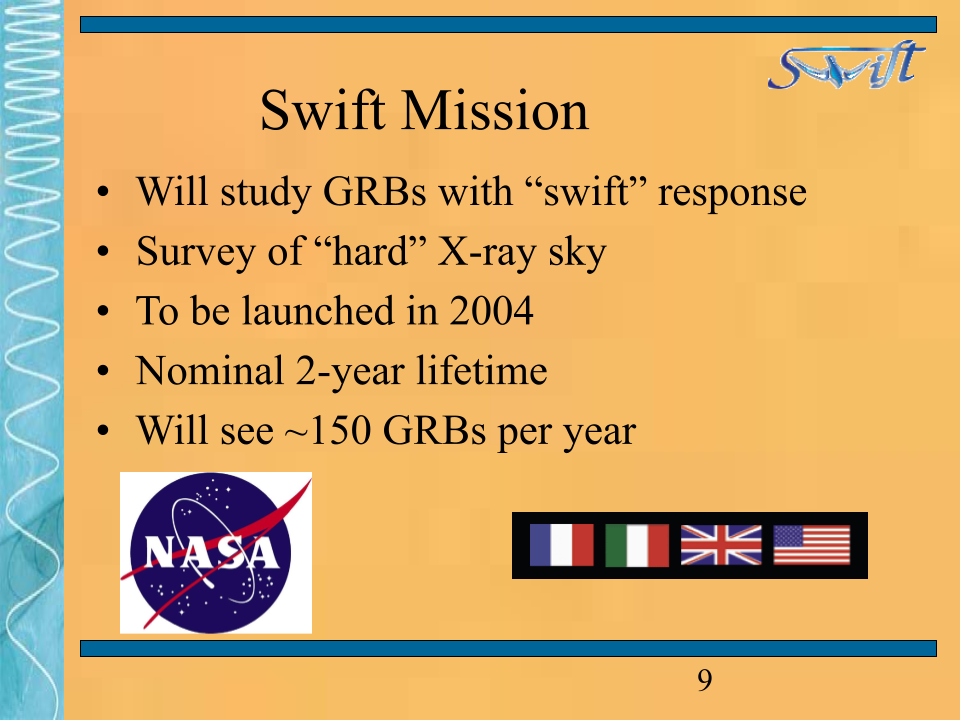 Swift
Swift Mission
• Will study GRBs with “swift” response
• Survey of “hard” X-ray sky
• To be launched in 2004
• Nominal 2-year lifetime
• Will see ~150 GRBs per year
NASA
9